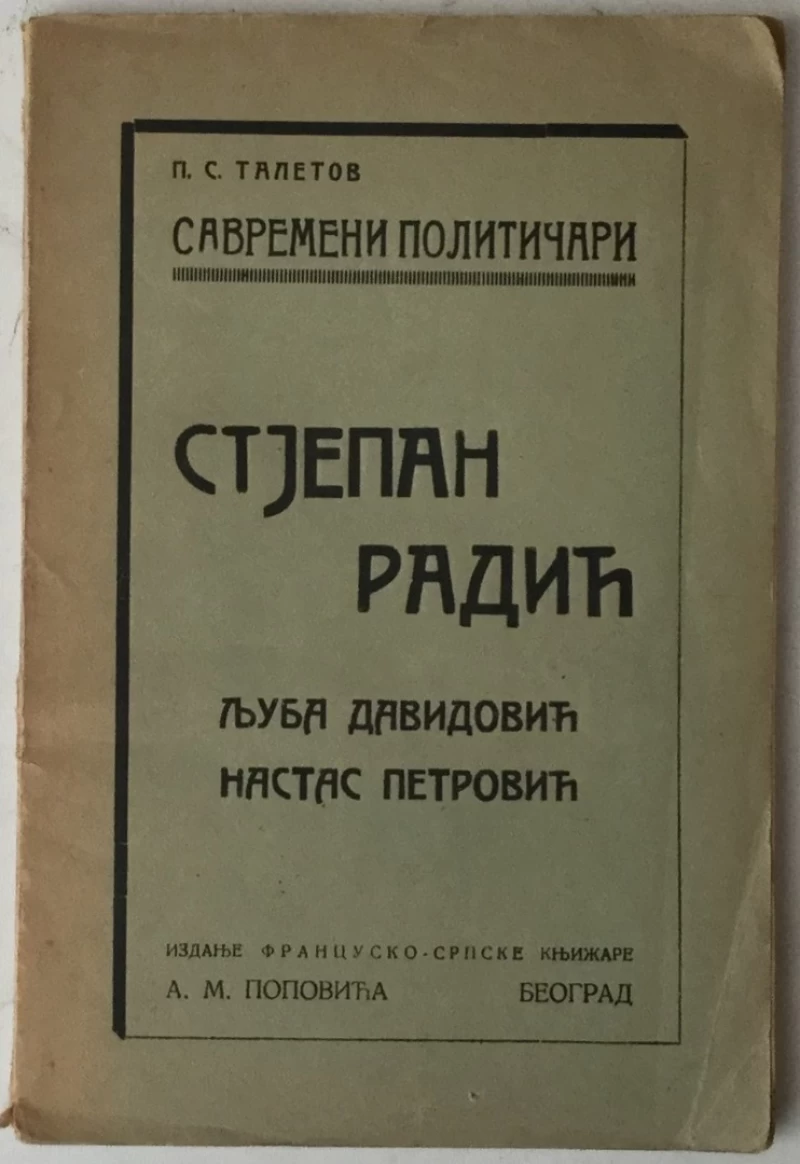 П. С. ТАЛЕТОВ
САВРЕМЕНИ ПОЛИТИЧАРИ
СТЈЕПАН
РАДИЋ
ЉУБА ДАВИДОВИЋ
НАСТАС ПЕТРОВИЋ
ИЗДАЊЕ ФРАНЦУСКО-СРПСКЕ КЊИЖАРЕ
А. М. ПОПОВИЋА БЕОГРАД